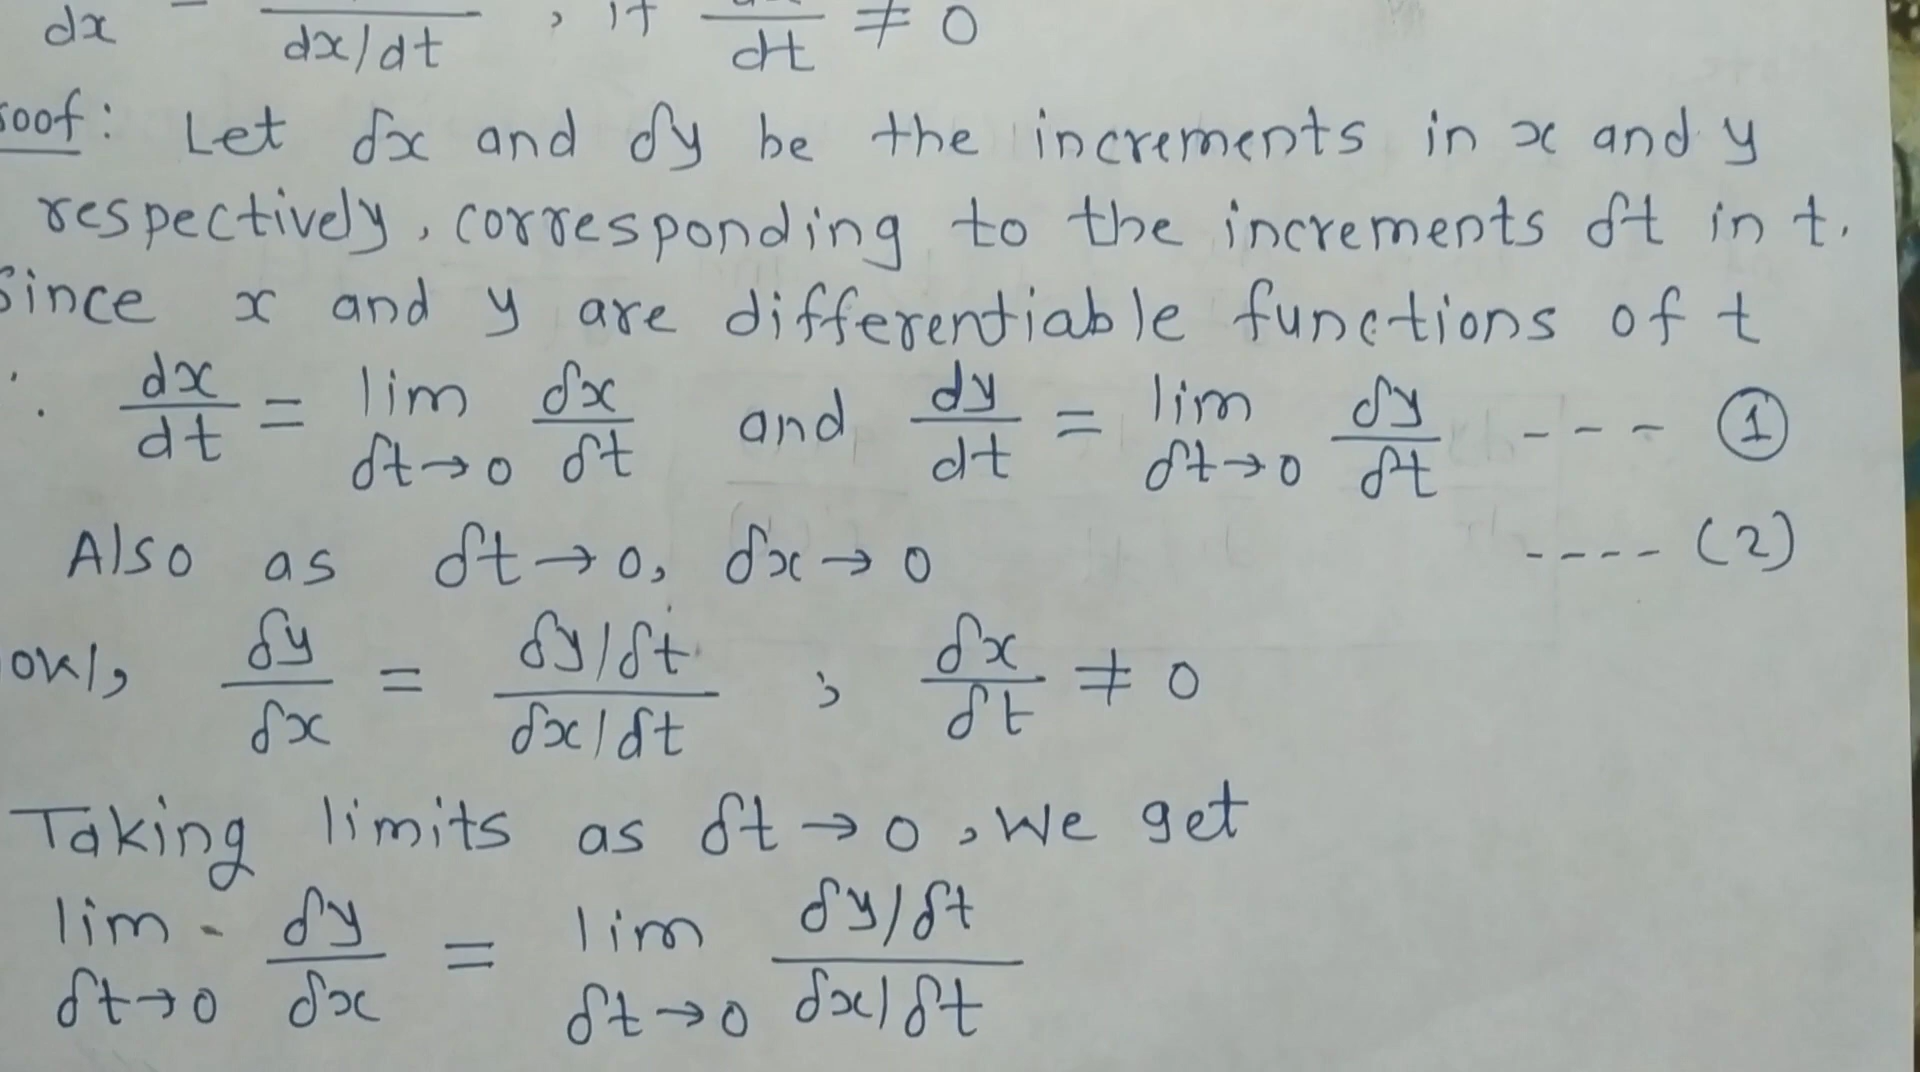 dx = dx/dt , if dt ≠ 0
roof: Let δx and δy be the increments in x and y
respectively, corresponding to the increments δt in t.
Since x and y are differentiable functions of t
∴ dx/dt = lim δt→0 δx/δt and dy/dt = lim δt→0 δy/δt --- ①
Also as δt → 0, δx → 0 ---- (2)
δy/δx = (δy/δt)/(δx/δt) ; δx/δt ≠ 0
Taking limits as δt → 0, we get
lim δt→0 δy/δx = lim δt→0 (δy/δt)/(δx/δt)